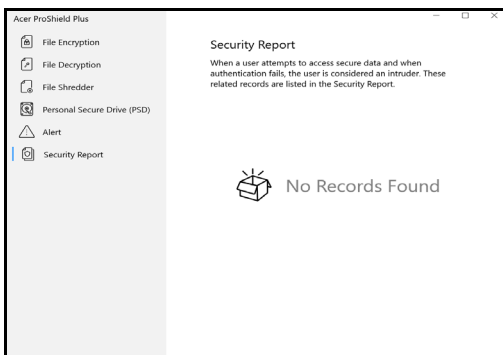 Acer ProShield Plus
File Encryption
File Decryption
File Shredder
Personal Secure Drive (PSD)
Alert
Security Report
Security Report
When a user attempts to access secure data and when
authentication fails, the user is considered an intruder. These
related records are listed in the Security Report.
No Records Found